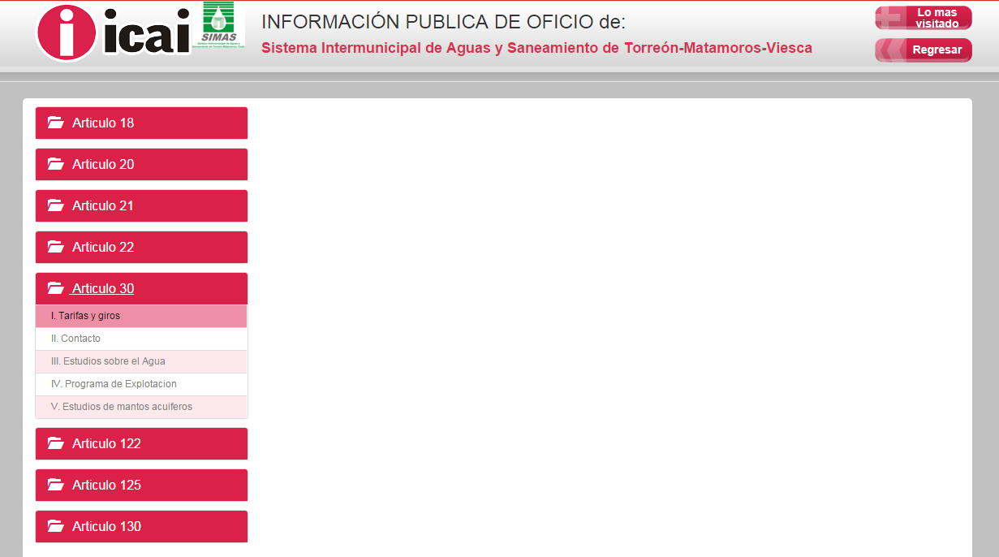 icai
SIMAS
INFORMACIÓN PUBLICA DE OFICIO de:
Sistema Intermunicipal de Aguas y Saneamiento de Torreón-Matamoros-Viesca
Lo mas
visitado
Regresar
Articulo 18
Articulo 20
Articulo 21
Articulo 22
Articulo 30
I. Tarifas y giros
II. Contacto
III. Estudios sobre el Agua
IV. Programa de Explotacion
V. Estudios de mantos acuiferos
Articulo 122
Articulo 125
Articulo 130